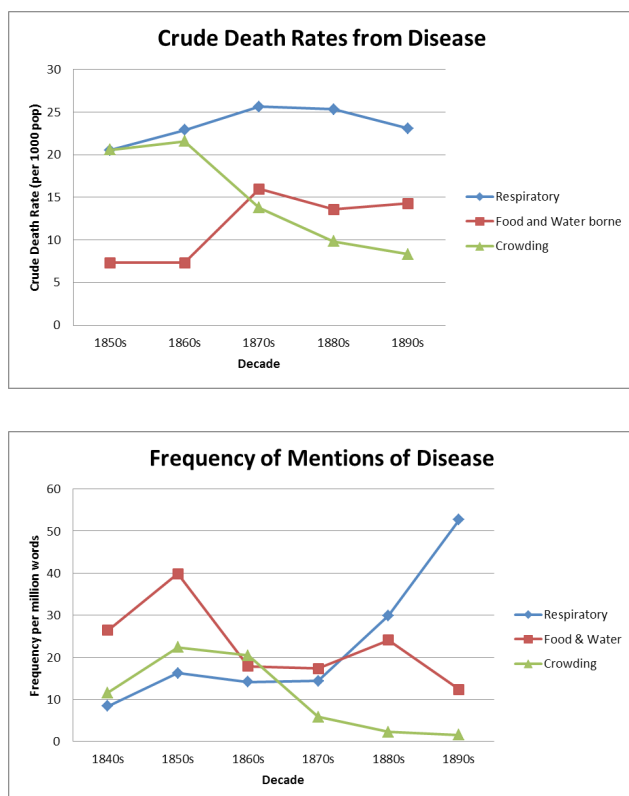 Crude Death Rates from Disease
30
25
20
15
10
5
0
Crude Death Rate (per 1000 pop)
1850s 1860s 1870s 1880s 1890s
Decade
Respiratory
Food and Water borne
Crowding
Frequency of Mentions of Disease
60
50
40
30
20
10
0
Frequency per million words
1840s 1850s 1860s 1870s 1880s 1890s
Decade
Respiratory
Food & Water
Crowding